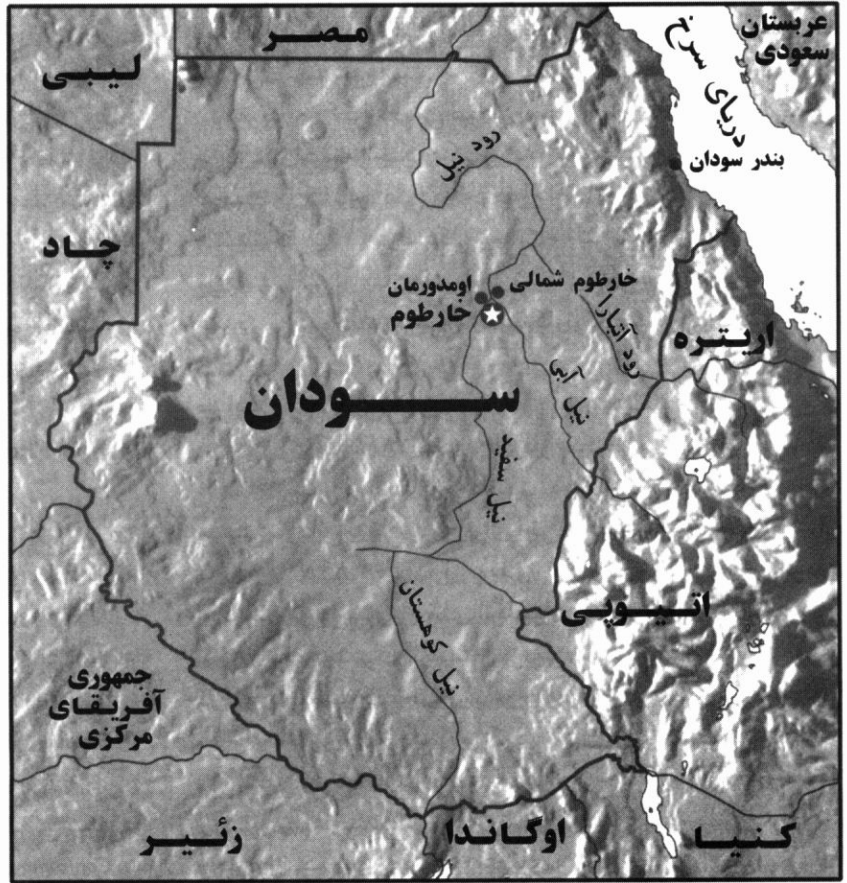 مصر
عربستان
سعودی
لیبی
دریای سرخ
رود نیل
بندر سودان
چاد
خارطوم شمالی
اومدورمان
خارطوم
رود آتبارا
اریتره
نیل آبی
سودان
نیل سفید
اتیوپی
نیل کوهستان
جمهوری
آفریقای
مرکزی
زئیر
اوگاندا
کنیا